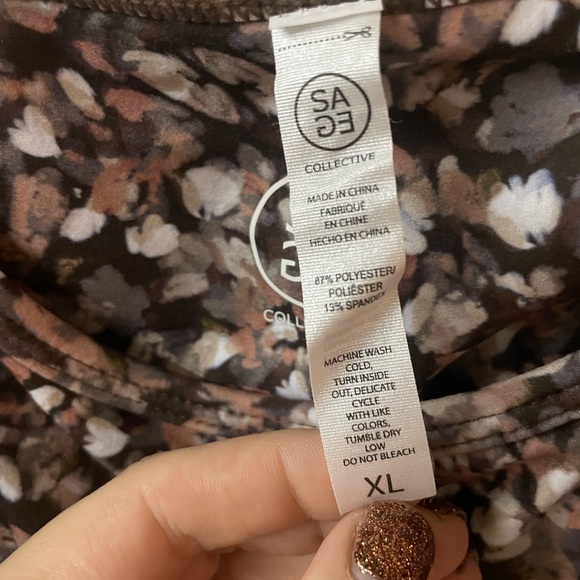 SA
EG
COLLECTIVE
MADE IN CHINA
FABRIQUÉ
EN CHINE
HECHO EN CHINA
87% POLYESTER/
POLIÉSTER
13% SPANDEX
MACHINE WASH
COLD,
TURN INSIDE
OUT, DELICATE
CYCLE
WITH LIKE
COLORS,
TUMBLE DRY
LOW
DO NOT BLEACH
XL
COLL